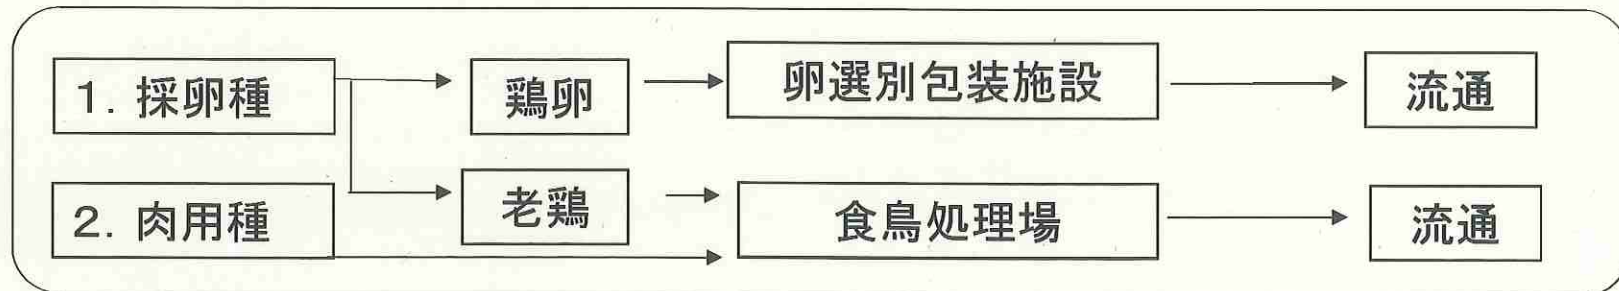 1. 採卵種
鶏卵
卵選別包装施設
流通
老鶏
2. 肉用種
食鳥処理場
流通